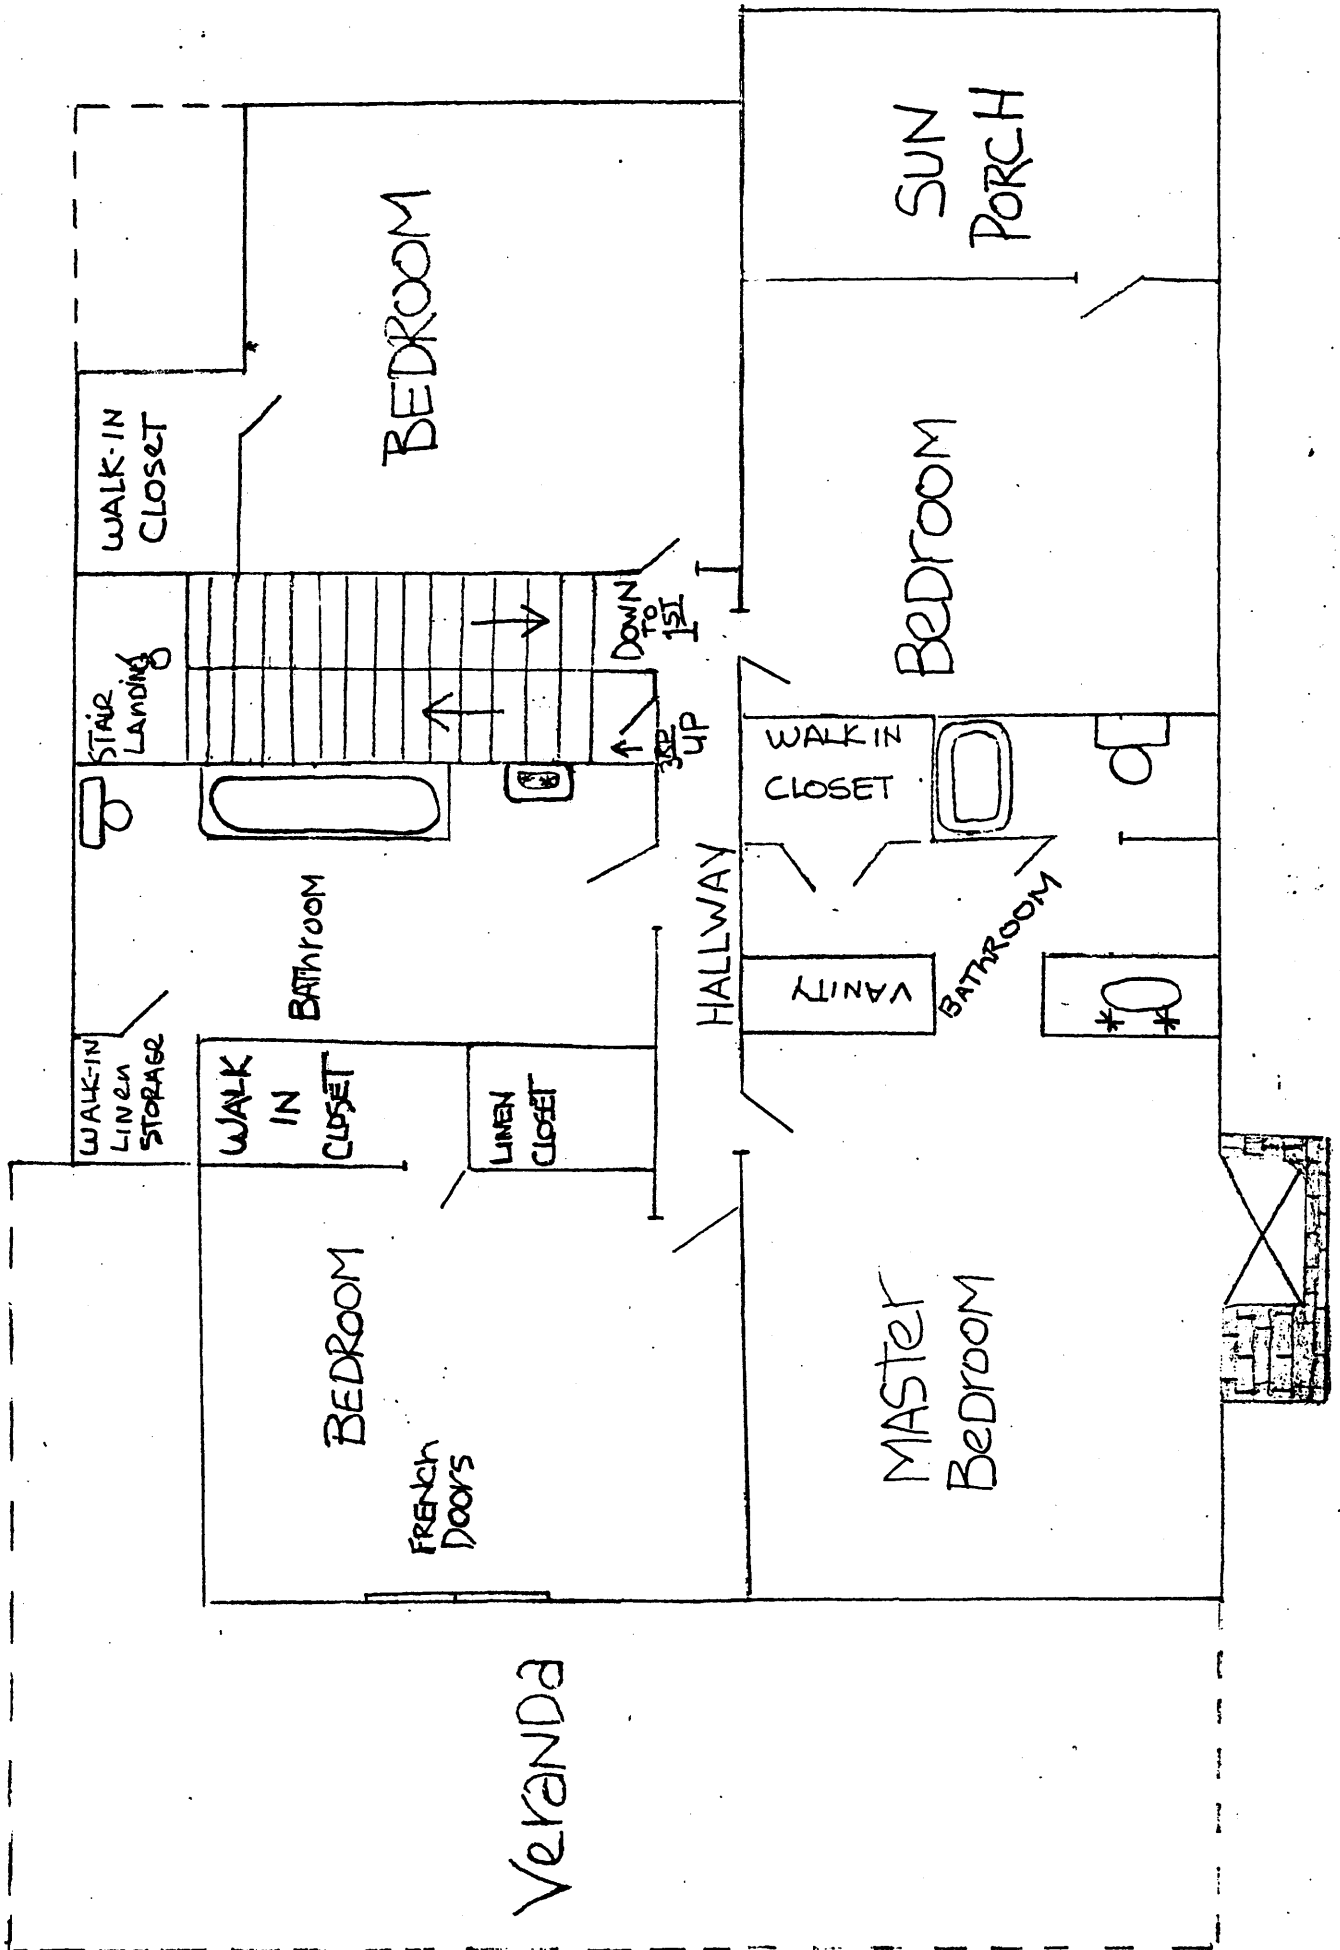 SUN
PORCH
BEDROOM
WALK-IN
CLOSET
BeDrOOM
STAIR
LANDING
DOWN
TO
1ST
3RD
UP
WALK IN
CLOSET
HALLWAY
BAThrOOM
VANITY
BATHROOM
WALK-IN
LINen
STORAGE
WALK
IN
CLOSET
LINEN
CLOSET
BEDROOM
FRENCh
DOOrS
MASTer
BeDrOOM
VeraNDa